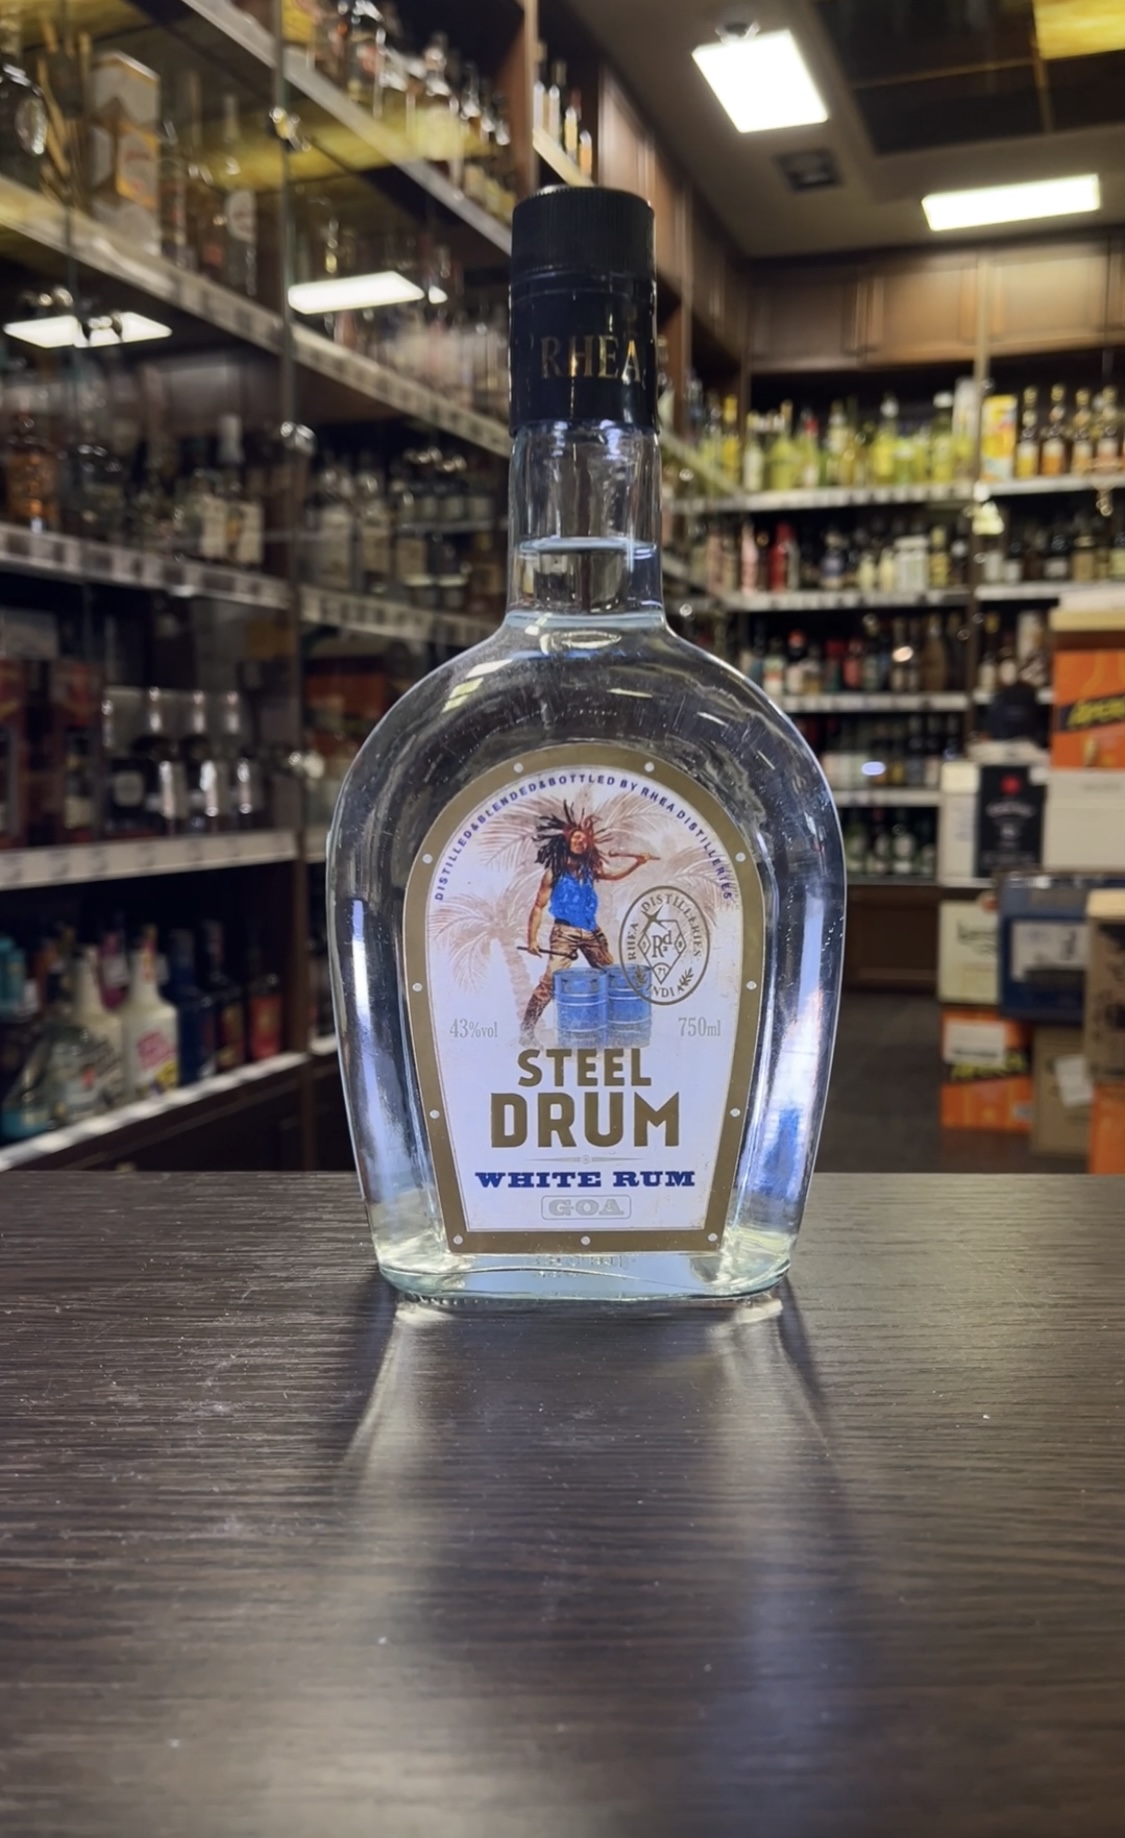 RHEA
DISTILLED&BLENDED&BOTTLED BY RHEA DISTILLERIES
RHEA DISTILLERIES
Rd
71
INDIA
43%vol
750ml
STEEL
DRUM
WHITE RUM
GOA